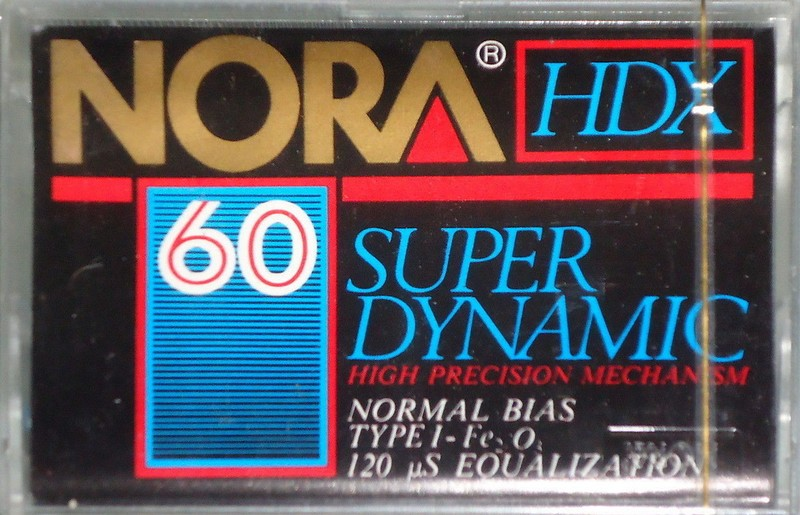 NORA® HDX
60
SUPER
DYNAMIC
HIGH PRECISION MECHANISM
NORMAL BIAS
TYPE I - Fe₂O₃
120 µS EQUALIZATION